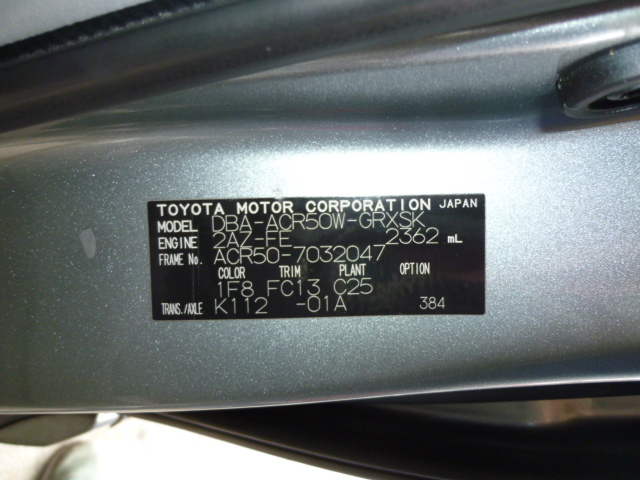 TOYOTA MOTOR CORPORATION JAPAN
MODEL DBA-ACR50W-GRXSK
ENGINE 2AZ-FE 2362 mL
FRAME No. ACR50-7032047
COLOR TRIM PLANT OPTION
1F8 FC13 C25
TRANS./AXLE K112 -01A 384